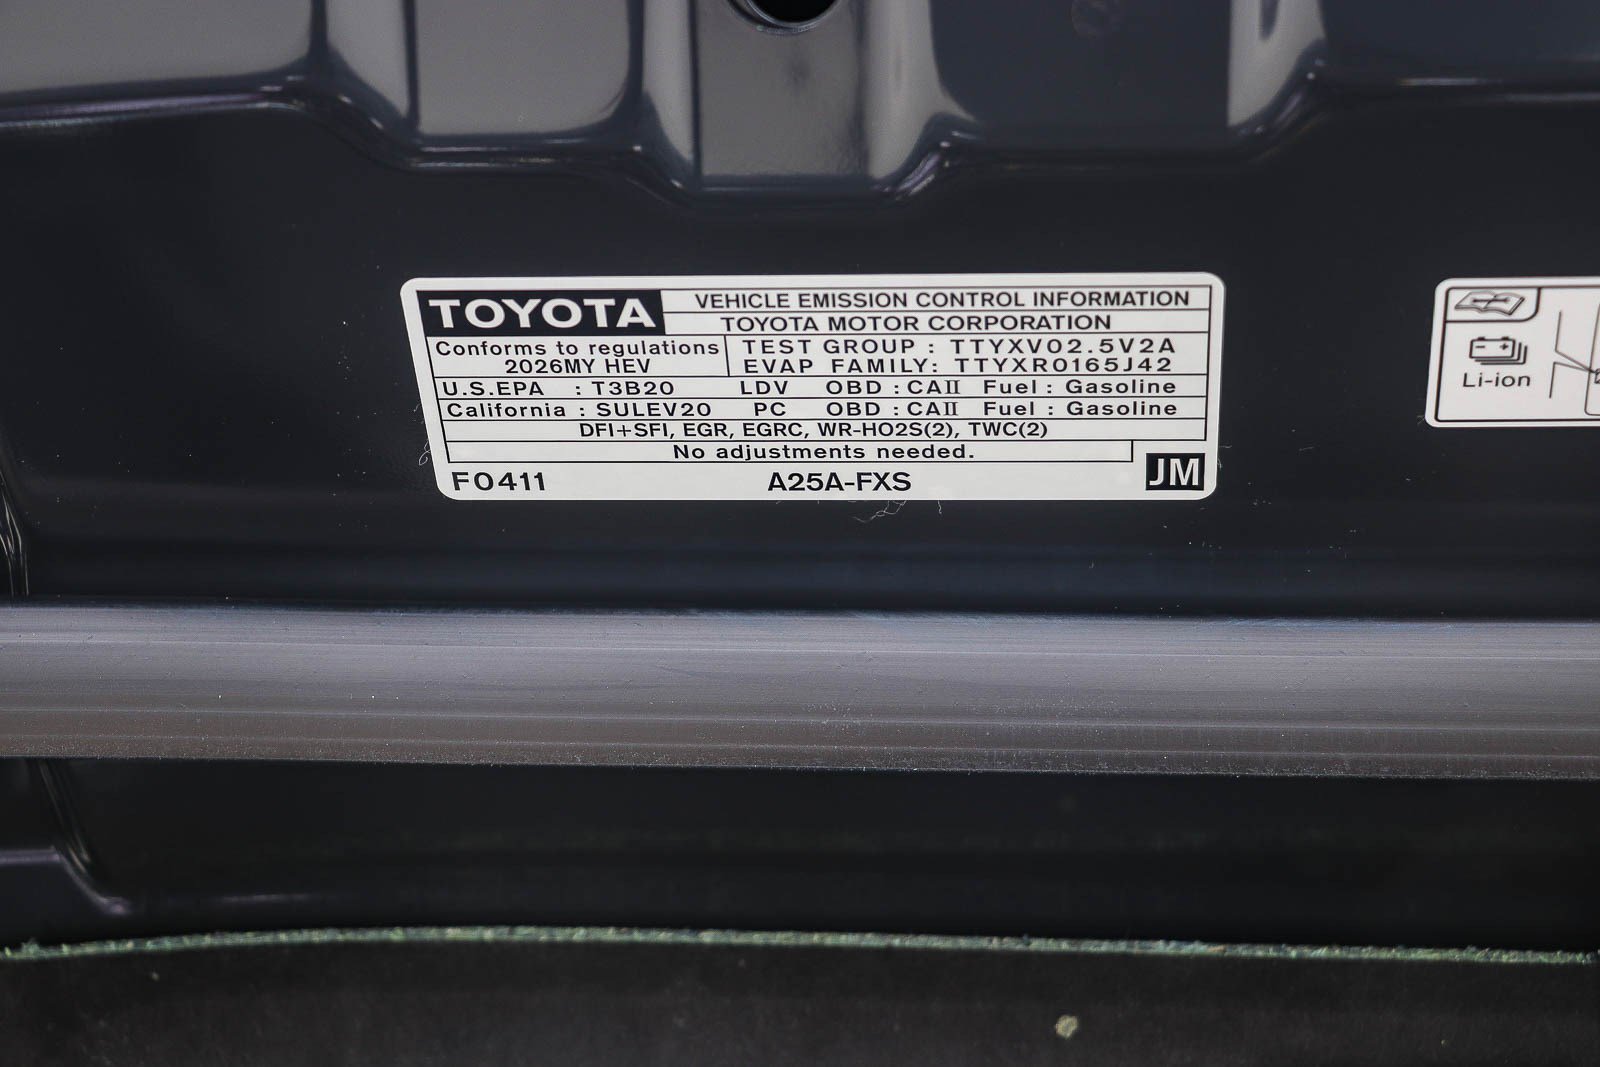 TOYOTA
VEHICLE EMISSION CONTROL INFORMATION
TOYOTA MOTOR CORPORATION
Conforms to regulations
2026MY HEV
TEST GROUP : TTYXV02.5V2A
EVAP FAMILY: TTYXR0165J42
U.S.EPA : T3B20 LDV OBD : CAⅡ Fuel : Gasoline
California : SULEV20 PC OBD : CAⅡ Fuel : Gasoline
DFI+SFI, EGR, EGRC, WR-HO2S(2), TWC(2)
No adjustments needed.
F0411 A25A-FXS JM
Li-ion